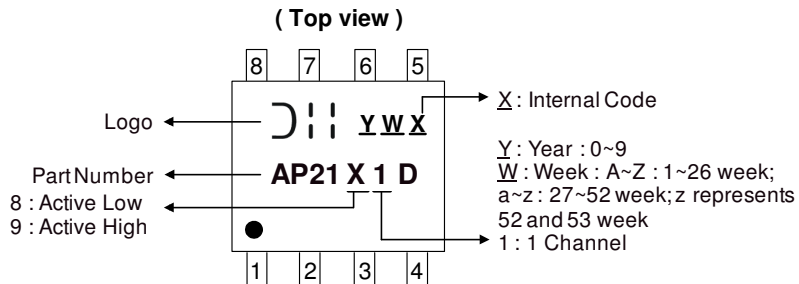 ( Top view )
8 7 6 5
Logo
Y W X
X : Internal Code
Part Number
AP21 X 1 D
8 : Active Low
9 : Active High
Y : Year : 0~9
W : Week : A~Z : 1~26 week;
a~z : 27~52 week; z represents
52 and 53 week
1 : 1 Channel
1 2 3 4